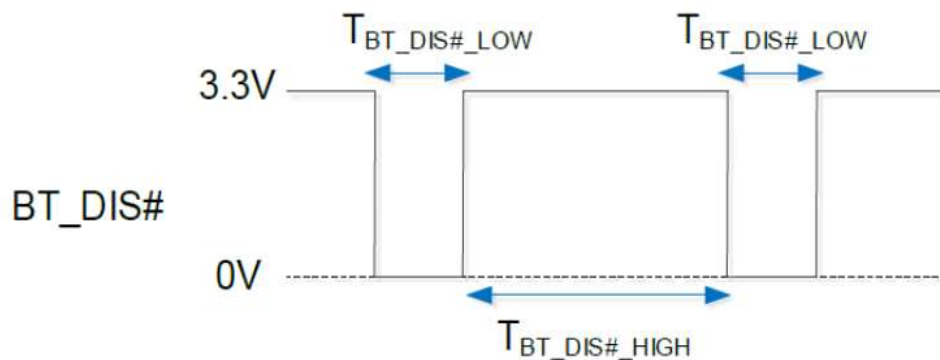 T_BT_DIS#_LOW T_BT_DIS#_LOW
3.3V
BT_DIS#
0V
T_BT_DIS#_HIGH